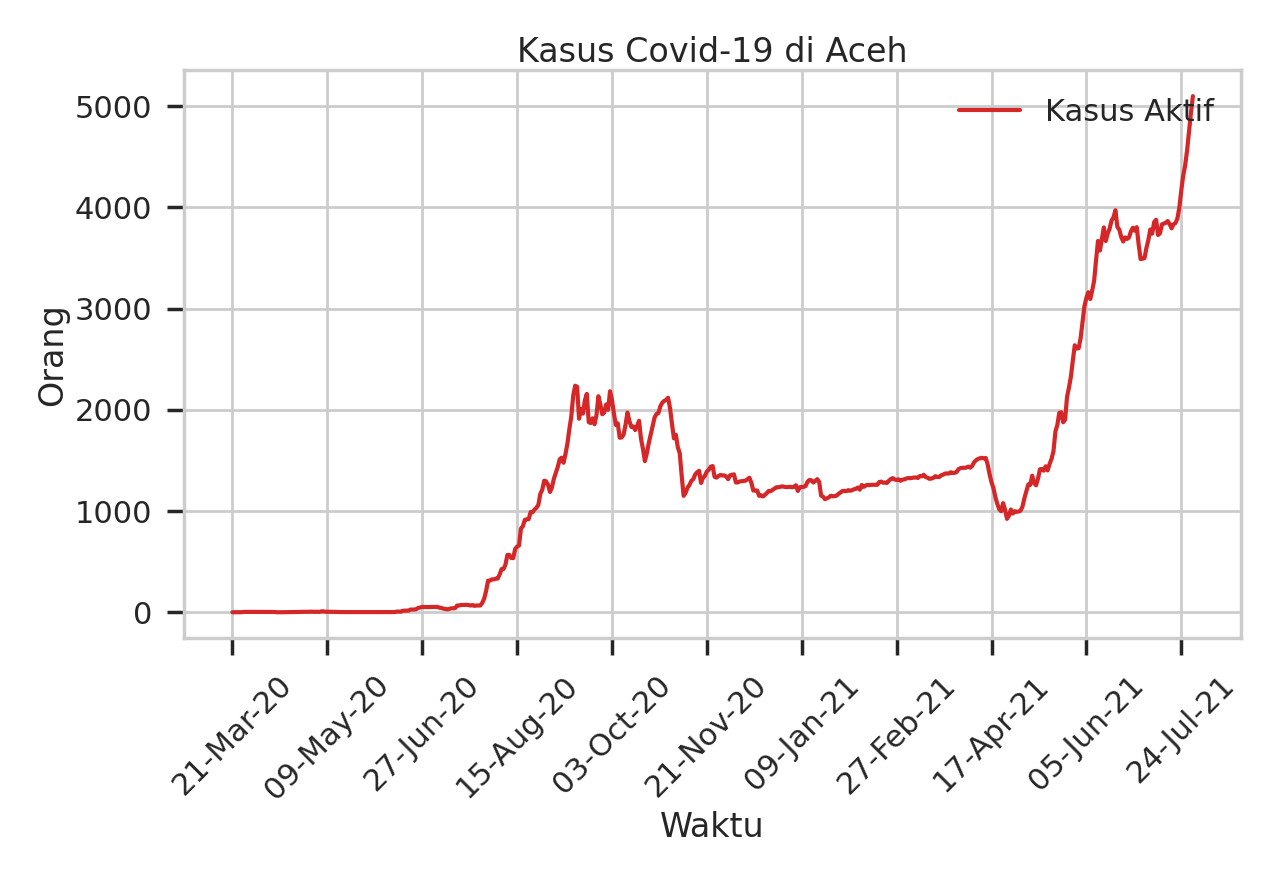 Kasus Covid-19 di Aceh
Kasus Aktif
5000
4000
3000
2000
1000
0
Orang
21-Mar-20
09-May-20
27-Jun-20
15-Aug-20
03-Oct-20
21-Nov-20
09-Jan-21
27-Feb-21
17-Apr-21
05-Jun-21
24-Jul-21
Waktu